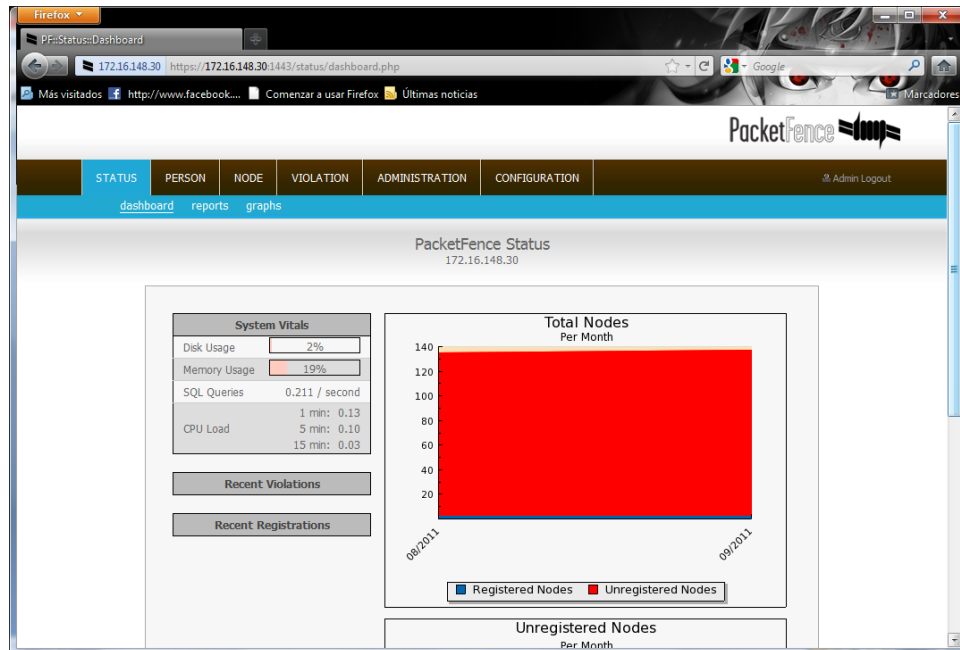 Firefox
PF::Status::Dashboard
172.16.148.30 https://172.16.148.30:1443/status/dashboard.php
Google
Más visitados http://www.facebook.... Comenzar a usar Firefox Últimas noticias
Marcadores
PacketFence
STATUS PERSON NODE VIOLATION ADMINISTRATION CONFIGURATION
Admin Logout
dashboard reports graphs
PacketFence Status
172.16.148.30
System Vitals
Disk Usage 2%
Memory Usage 19%
SQL Queries 0.211 / second
CPU Load
1 min: 0.13
5 min: 0.10
15 min: 0.03
Recent Violations
Recent Registrations
Total Nodes
Per Month
140
120
100
80
60
40
20
08/2011
09/2011
Registered Nodes Unregistered Nodes
Unregistered Nodes
Per Month